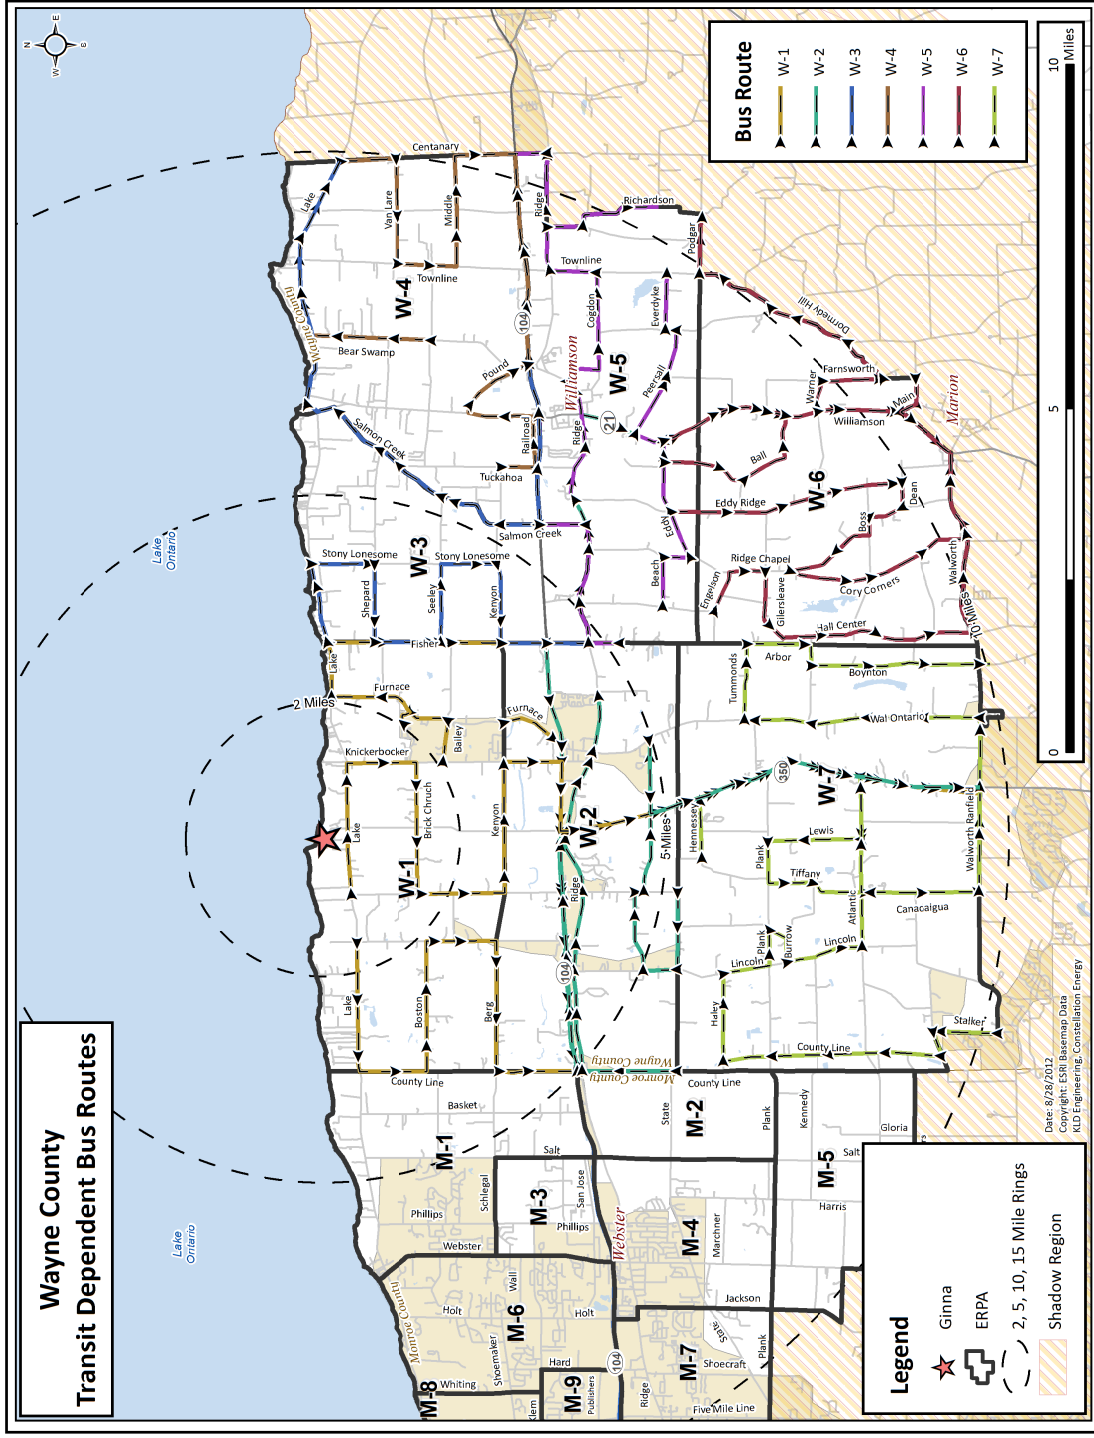 Wayne County
Transit Dependent Bus Routes
N
E
S
W
Lake
Ontario
Lake
Ontario
2 Miles
5 Miles
10 Miles
Wayne County
Monroe County
Wayne County
Monroe County
Williamson
Marion
Webster
W-1
W-2
W-3
W-4
W-5
W-6
W-7
M-1
M-2
M-3
M-4
M-5
M-6
M-7
M-8
M-9
Centanary
Lake
Van Lare
Middle
Townline
Bear Swamp
104
Ridge
Richardson
Podgar
Townline
Cogdon
Everdyke
Pound
Peersall
21
Railroad
Tuckahoa
Ridge
Salmon Creek
Salmon Creek
Stony Lonesome
Stony Lonesome
Shepard
Seeley
Kenyon
Fisher
Lake
Furnace
Furnace
Bailey
Knickerbocker
Brick Chruch
Lake
Kenyon
Lake
Boston
Berg
County Line
Basket
Ridge
104
Eddy
Beach
Dormedy Hill
Farnsworth
Warner
Main
Williamson
Ball
Eddy Ridge
Dean
Boss
Ridge Chapel
Engelson
Gilersleave
Cory Corners
Walworth
Hall Center
Arbor
Tummonds
Boynton
Wal Ontario
350
Hennessey
Lewis
Plank
Tiffany
Walworth Ranfield
Atlantic
Canacaigua
Plank
Burrow
Lincoln
Lincoln
Haley
County Line
Stalker
County Line
State
Plank
Kennedy
Gloria
Salt
Salt
Harris
San Jose
Schlegal
Phillips
Phillips
Webster
Marchner
Wall
Holt
Holt
Jackson
State
Shoemaker
Hard
Whiting
Klem
Publishers
104
Ridge
Shoecraft
Plank
Five Mile Line
Bus Route
W-1
W-2
W-3
W-4
W-5
W-6
W-7
0
5
10
Miles
Date: 8/28/2012
Copyright: ESRI Basemap Data
KLD Engineering, Constellation Energy
Legend
Ginna
ERPA
2, 5, 10, 15 Mile Rings
Shadow Region